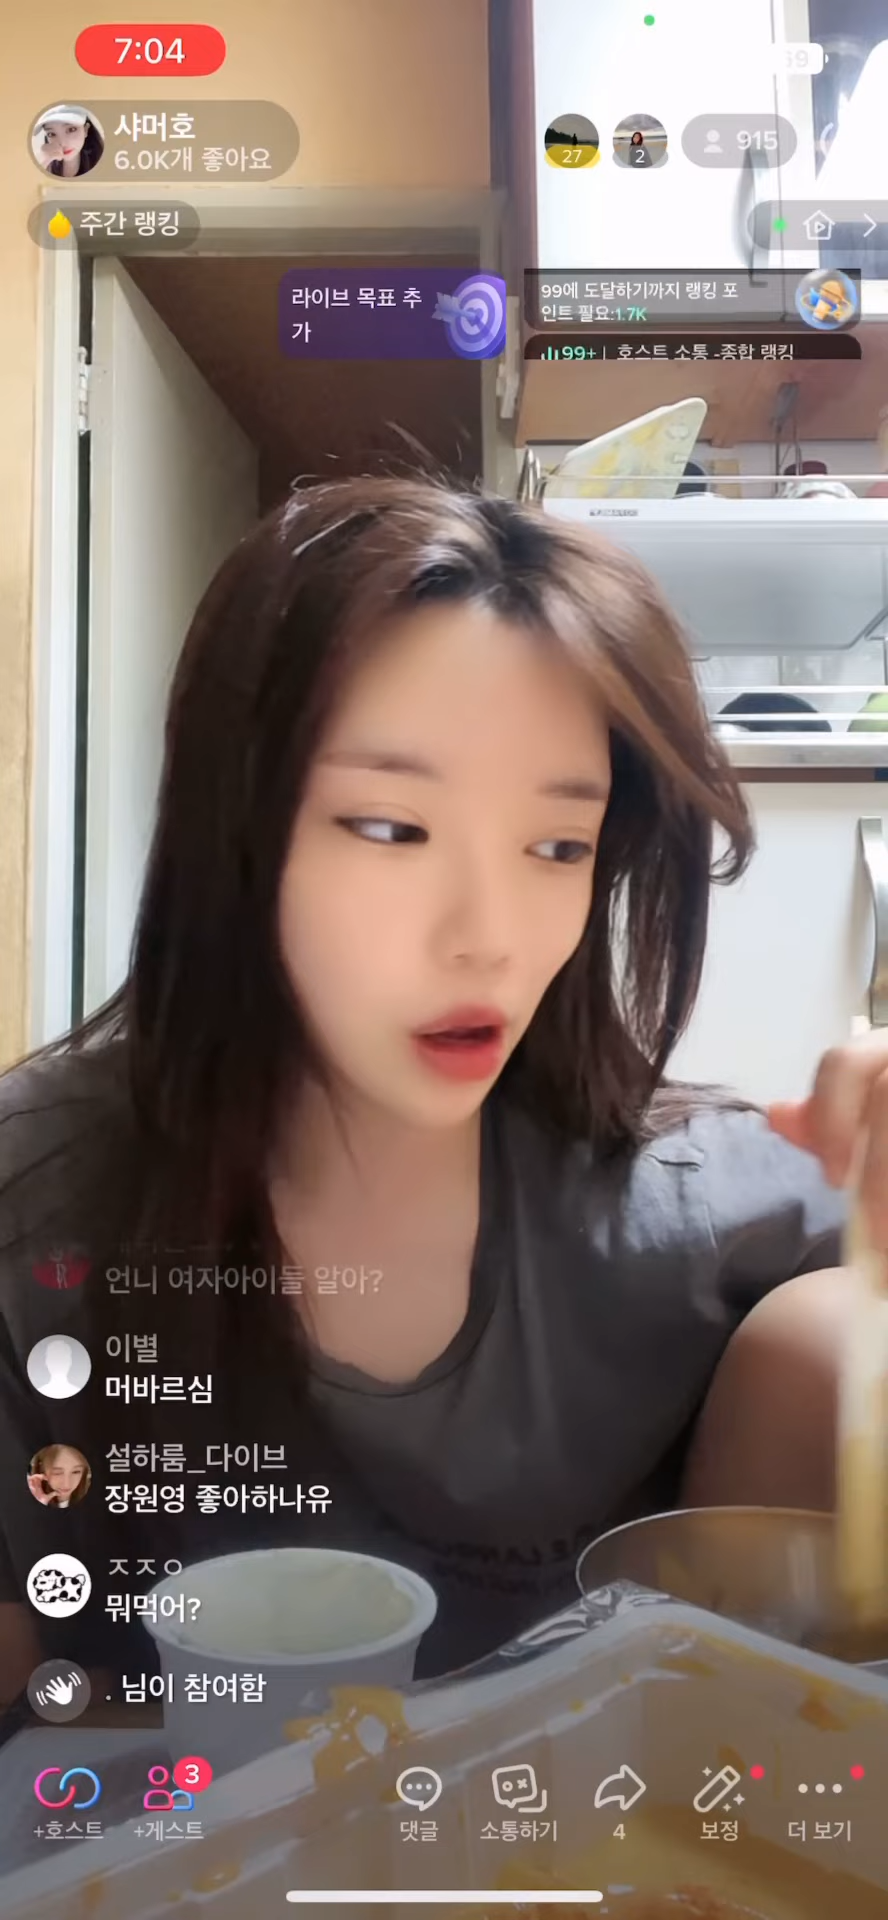 7:04
69
샤머호
6.0K개 좋아요
27
2
915
주간 랭킹
라이브 목표 추
가
99에 도달하기까지 랭킹 포
인트 필요:1.7K
99+ | 호스트 소통 -종합 랭킹
언니 여자아이들 알아?
이별
머바르심
설하룸_다이브
장원영 좋아하나유
ㅈㅈㅇ
뭐먹어?
. 님이 참여함
3
+호스트
+게스트
댓글
소통하기
4
보정
더 보기